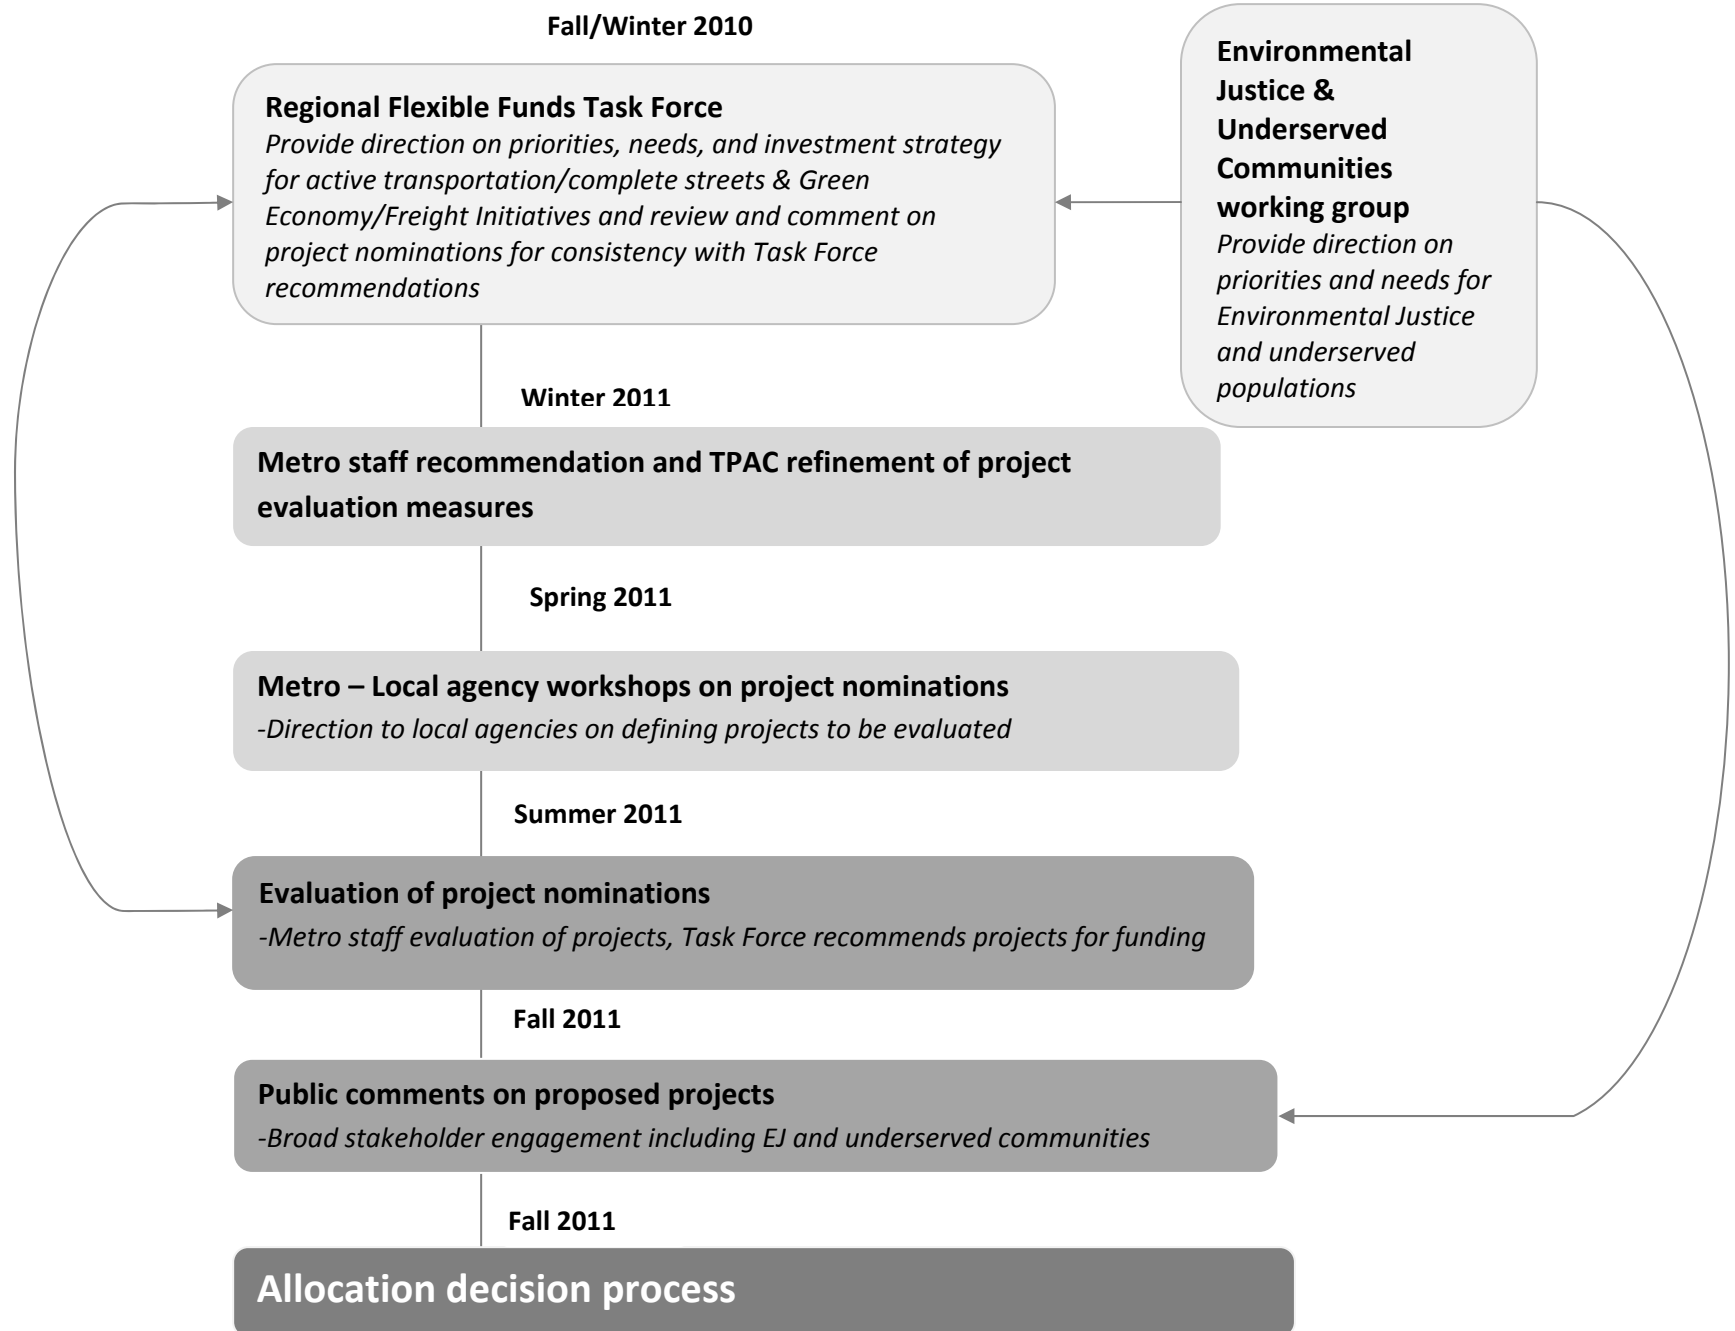 Fall/Winter 2010
Regional Flexible Funds Task Force
Provide direction on priorities, needs, and investment strategy
for active transportation/complete streets & Green
Economy/Freight Initiatives and review and comment on
project nominations for consistency with Task Force
recommendations
Environmental
Justice &
Underserved
Communities
working group
Provide direction on
priorities and needs for
Environmental Justice
and underserved
populations
Winter 2011
Metro staff recommendation and TPAC refinement of project
evaluation measures
Spring 2011
Metro – Local agency workshops on project nominations
-Direction to local agencies on defining projects to be evaluated
Summer 2011
Evaluation of project nominations
-Metro staff evaluation of projects, Task Force recommends projects for funding
Fall 2011
Public comments on proposed projects
-Broad stakeholder engagement including EJ and underserved communities
Fall 2011
Allocation decision process